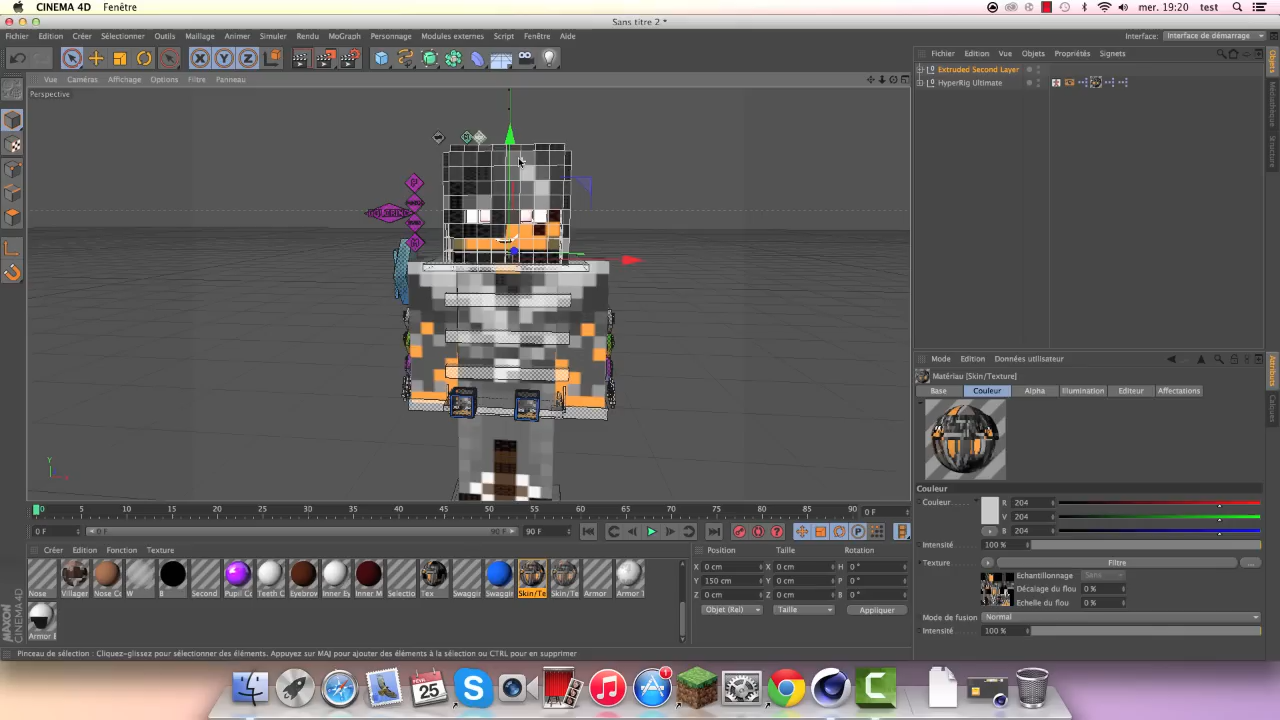 CINEMA 4D Fenêtre mer. 19:20 test
Sans titre 2 *
Fichier Edition Créer Sélectionner Outils Maillage Animer Simuler Rendu MoGraph Personnage Modules externes Script Fenêtre Aide Interface: Interface de démarrage
X Y Z
Fichier Edition Vue Objets Propriétés Signets
Vue Caméras Affichage Options Filtre Panneau
Extruded Second Layer
HyperRig Ultimate
Perspective
Objets
Médiathèque
Structure
Mode Edition Données utilisateur
Matériau [Skin/Texture]
Base Couleur Alpha Illumination Editeur Affectations
Attributs
Calques
Couleur
Couleur R 204
V 204
B 204
Intensité 100 %
Texture Filtre ...
Echantillonnage Sans
Décalage du flou 0 %
Echelle du flou 0 %
Mode de fusion Normal
Intensité 100 %
Y
0 5 10 15 20 25 30 35 40 45 50 55 60 65 70 75 80 85 90 0 F
0 F 0 F 90 F 90 F
Créer Edition Fonction Texture
Nose Villager Nose Co W B Second Pupil C Teeth C Eyebrov Inner Ey Inner M Selectio Tex Swaggir Swaggir Skin/Te Skin/Te Armor Armor T
Armor E
Position Taille Rotation
X 0 cm X 0 cm H 0 °
Y 150 cm Y 0 cm P 0 °
Z 0 cm Z 0 cm B 0 °
Objet (Rel) Taille Appliquer
MAXON CINEMA 4D
Pinceau de sélection : Cliquez-glissez pour sélectionner des éléments. Appuyez sur MAJ pour ajouter des éléments à la sélection ou CTRL pour en supprimer
25
1